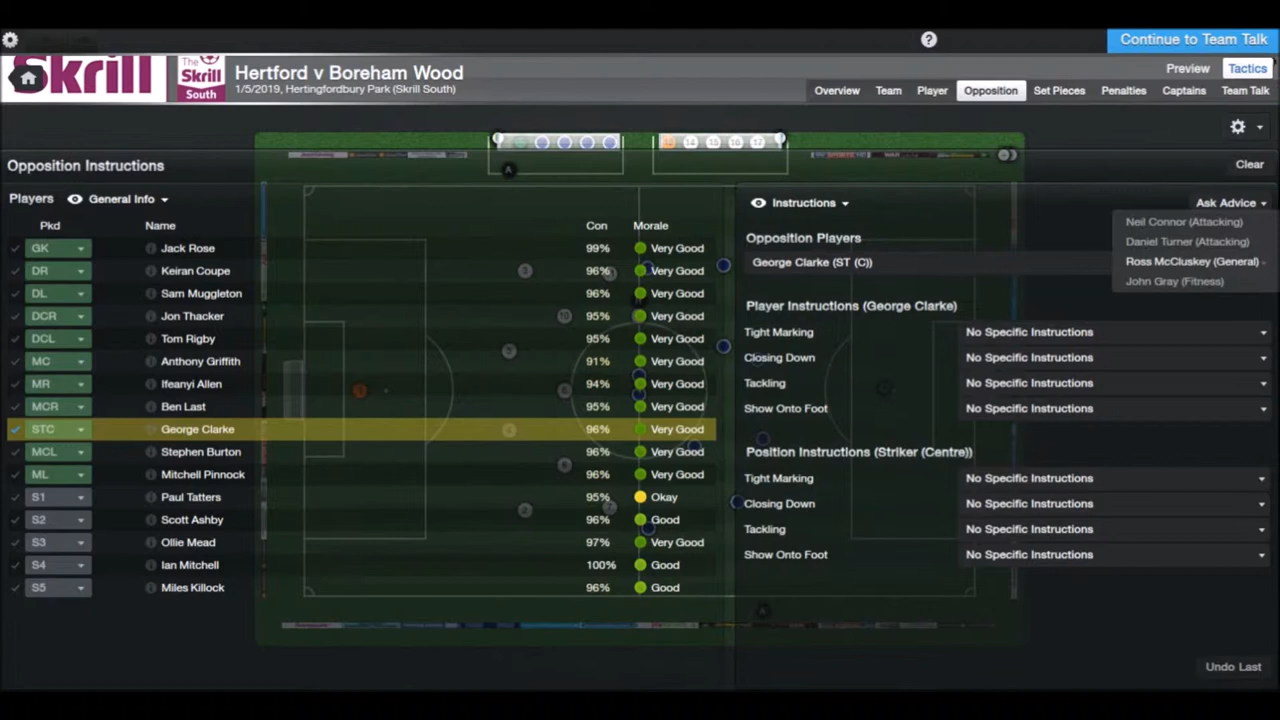 Continue to Team Talk
Skrill
The Skrill South
Hertford v Boreham Wood
1/5/2019, Hertingfordbury Park (Skrill South)
Preview Tactics
Overview Team Player Opposition Set Pieces Penalties Captains Team Talk
Opposition Instructions
Clear
Players General Info
Instructions
Ask Advice
Neil Connor (Attacking)
Daniel Turner (Attacking)
Ross McCluskey (General)
John Gray (Fitness)
Pkd Name Con Morale
GK Jack Rose 99% Very Good
DR Keiran Coupe 96% Very Good
DL Sam Muggleton 96% Very Good
DCR Jon Thacker 95% Very Good
DCL Tom Rigby 95% Very Good
MC Anthony Griffith 91% Very Good
MR Ifeanyi Allen 94% Very Good
MCR Ben Last 95% Very Good
STC George Clarke 96% Very Good
MCL Stephen Burton 96% Very Good
ML Mitchell Pinnock 96% Very Good
S1 Paul Tatters 95% Okay
S2 Scott Ashby 96% Good
S3 Ollie Mead 97% Very Good
S4 Ian Mitchell 100% Good
S5 Miles Killock 96% Good
Opposition Players
George Clarke (ST (C))
Player Instructions (George Clarke)
Tight Marking No Specific Instructions
Closing Down No Specific Instructions
Tackling No Specific Instructions
Show Onto Foot No Specific Instructions
Position Instructions (Striker (Centre))
Tight Marking No Specific Instructions
Closing Down No Specific Instructions
Tackling No Specific Instructions
Show Onto Foot No Specific Instructions
Undo Last